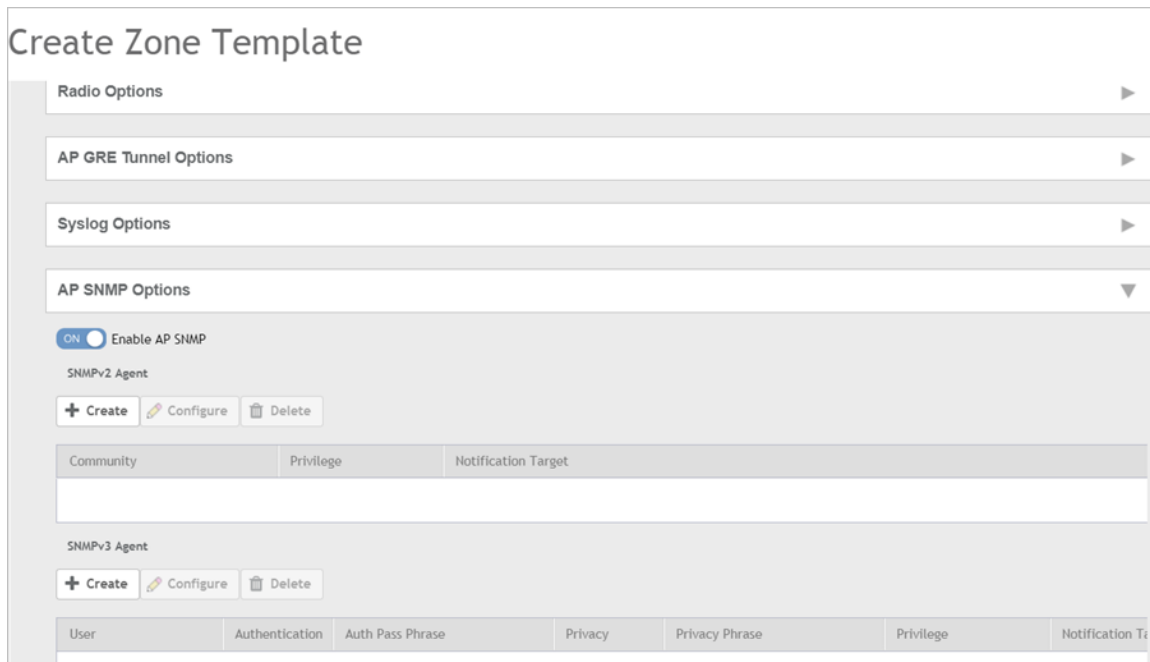 Create Zone Template
Radio Options
AP GRE Tunnel Options
Syslog Options
AP SNMP Options
ON Enable AP SNMP
SNMPv2 Agent
Create Configure Delete
Community Privilege Notification Target
SNMPv3 Agent
Create Configure Delete
User Authentication Auth Pass Phrase Privacy Privacy Phrase Privilege Notification